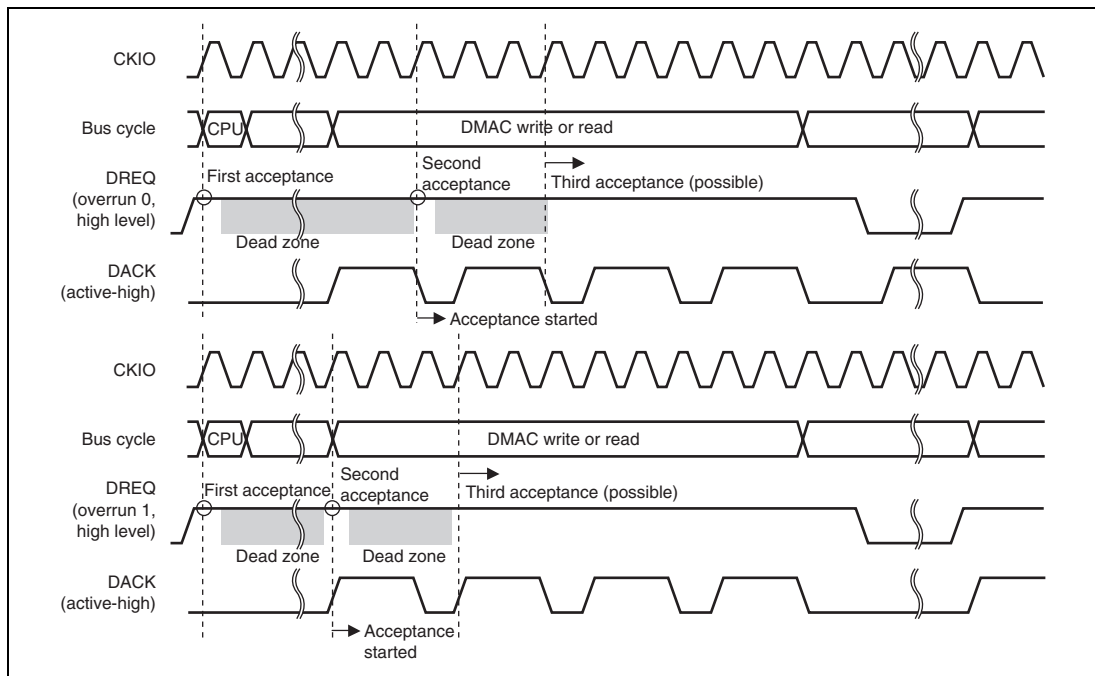 CKIO
Bus cycle
CPU
DMAC write or read
DREQ
(overrun 0,
high level)
First acceptance
Second
acceptance
Third acceptance (possible)
Dead zone
Dead zone
DACK
(active-high)
Acceptance started
CKIO
Bus cycle
CPU
DMAC write or read
DREQ
(overrun 1,
high level)
First acceptance
Second
acceptance
Third acceptance (possible)
Dead zone
Dead zone
DACK
(active-high)
Acceptance
started